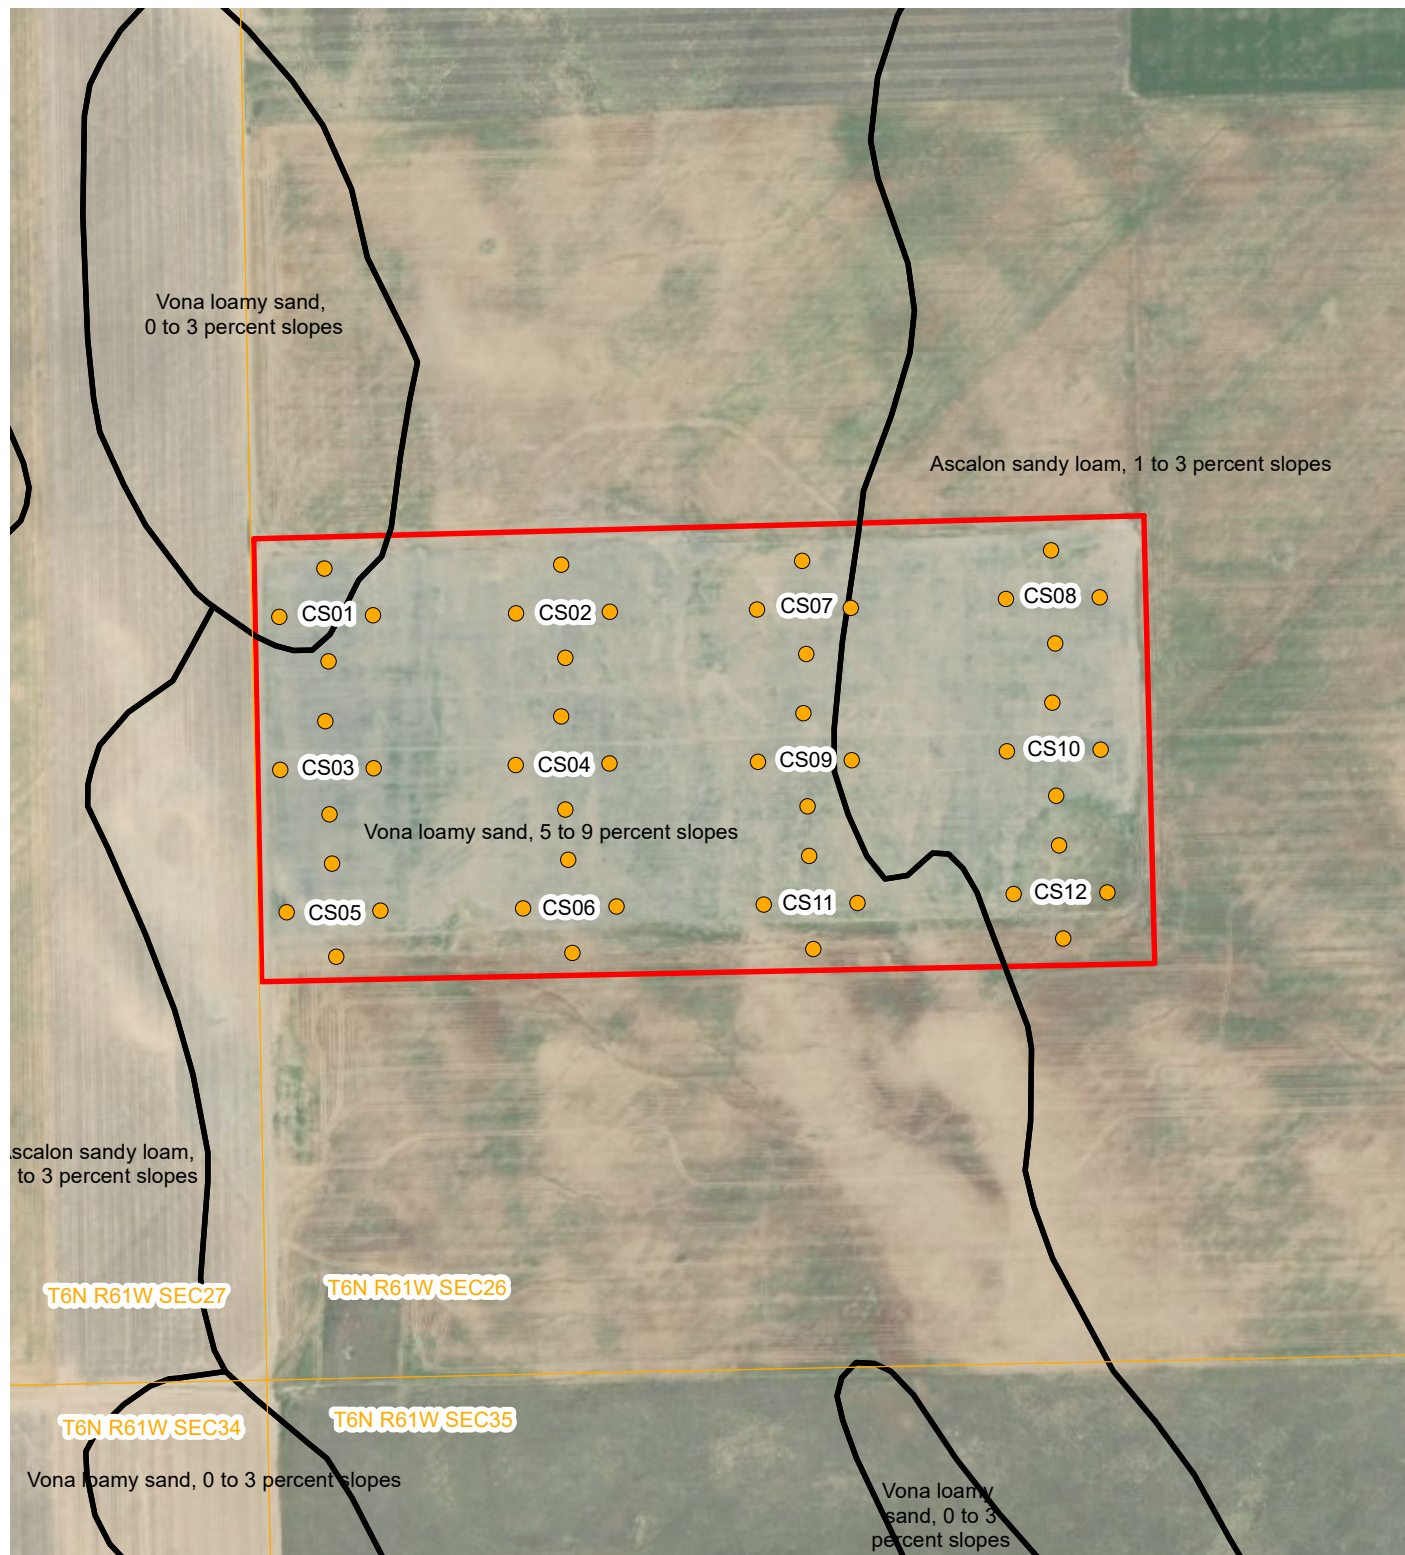 Vona loamy sand,
0 to 3 percent slopes
Ascalon sandy loam, 1 to 3 percent slopes
CS01
CS02
CS07
CS08
CS03
CS04
CS09
CS10
Vona loamy sand, 5 to 9 percent slopes
CS05
CS06
CS11
CS12
scalon sandy loam,
to 3 percent slopes
T6N R61W SEC27
T6N R61W SEC26
T6N R61W SEC34
T6N R61W SEC35
Vona loamy sand, 0 to 3 percent slopes
Vona loamy
sand, 0 to 3
percent slopes